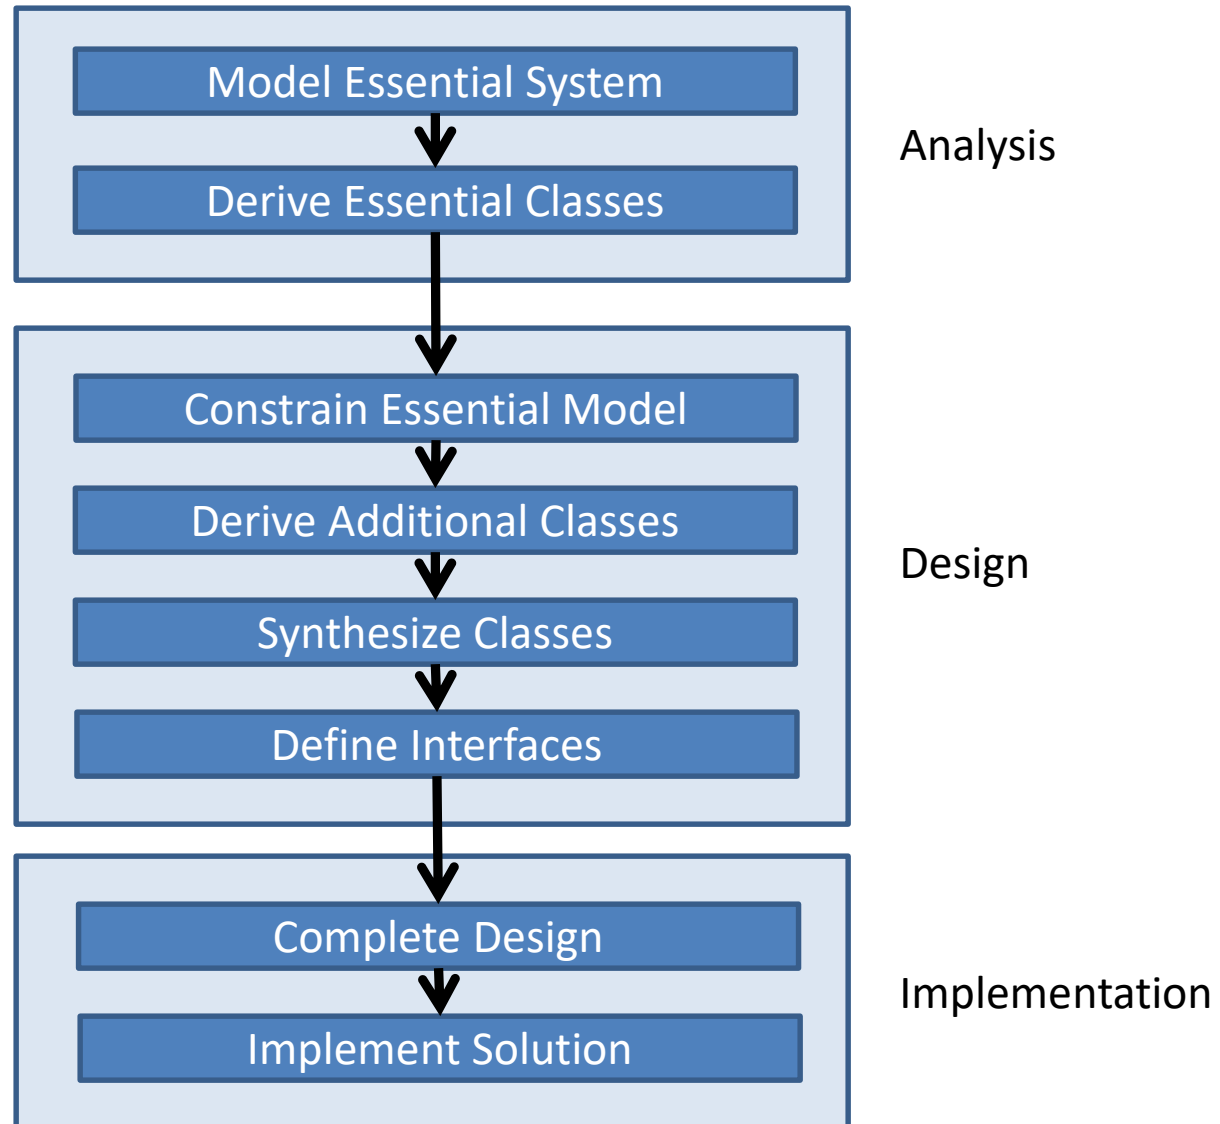 Model Essential System
Derive Essential Classes
Analysis
Constrain Essential Model
Derive Additional Classes
Synthesize Classes
Define Interfaces
Design
Complete Design
Implement Solution
Implementation